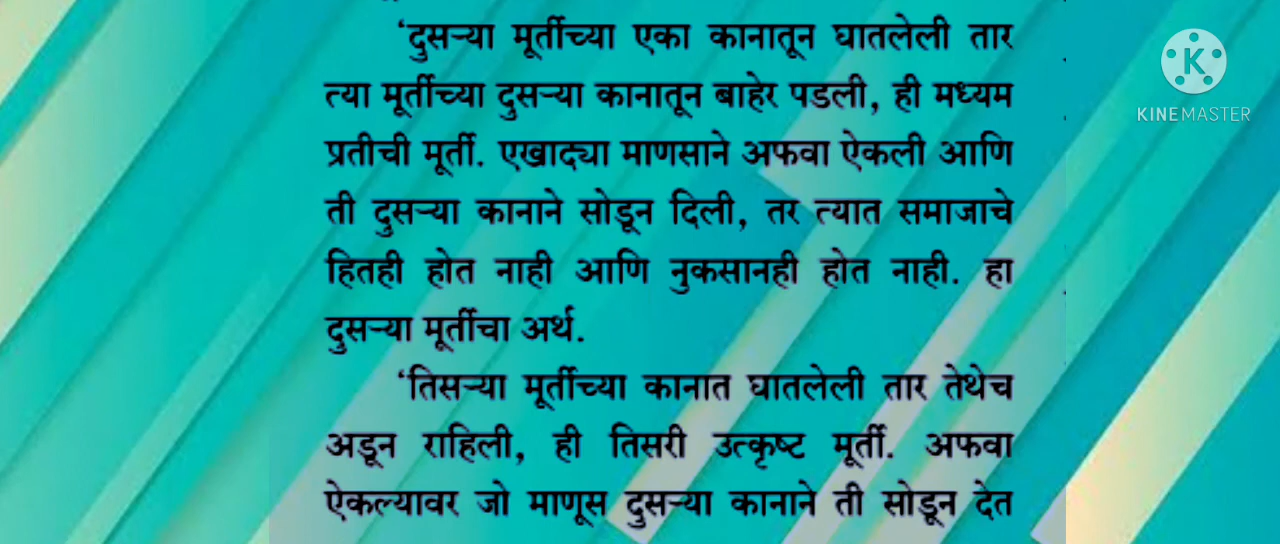 ‘दुसऱ्या मूर्तीच्या एका कानातून घातलेली तार
त्या मूर्तीच्या दुसऱ्या कानातून बाहेर पडली, ही मध्यम
प्रतीची मूर्ती. एखाद्या माणसाने अफवा ऐकली आणि
ती दुसऱ्या कानाने सोडून दिली, तर त्यात समाजाचे
हितही होत नाही आणि नुकसानही होत नाही. हा
दुसऱ्या मूर्तीचा अर्थ.
‘तिसऱ्या मूर्तीच्या कानात घातलेली तार तेथेच
अडून राहिली, ही तिसरी उत्कृष्ट मूर्ती. अफवा
ऐकल्यावर जो माणूस दुसऱ्या कानाने ती सोडून देत
K
KINEMASTER